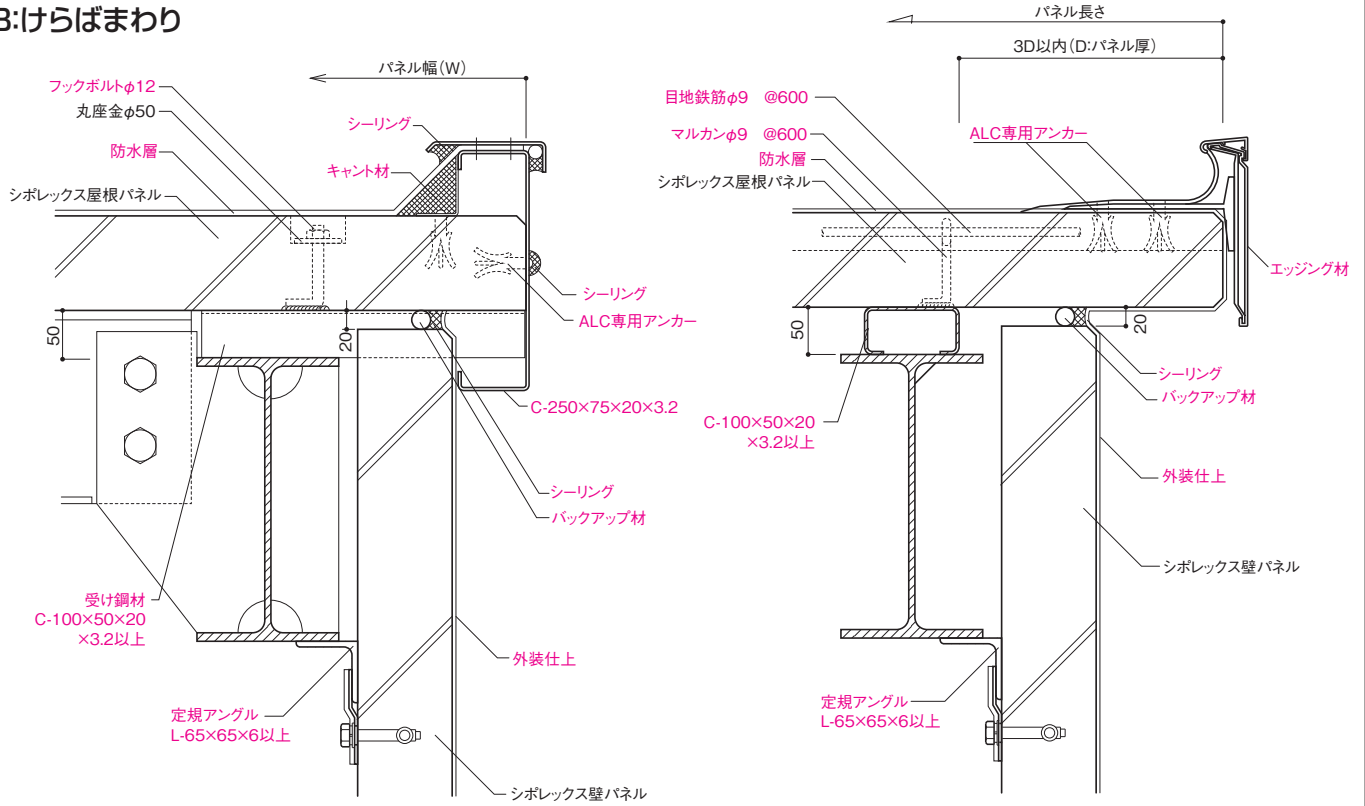 B:けらばまわり
パネル幅(W)
フックボルトφ12
丸座金φ50
シーリング
防水層
キャント材
シポレックス屋根パネル
シーリング
ALC専用アンカー
50
20
C-250×75×20×3.2
シーリング
バックアップ材
受け鋼材
C-100×50×20
×3.2以上
外装仕上
定規アングル
L-65×65×6以上
シポレックス壁パネル
パネル長さ
3D以内(D:パネル厚)
目地鉄筋φ9 @600
マルカンφ9 @600
ALC専用アンカー
防水層
シポレックス屋根パネル
エッジング材
50
20
シーリング
バックアップ材
C-100×50×20
×3.2以上
外装仕上
シポレックス壁パネル
定規アングル
L-65×65×6以上